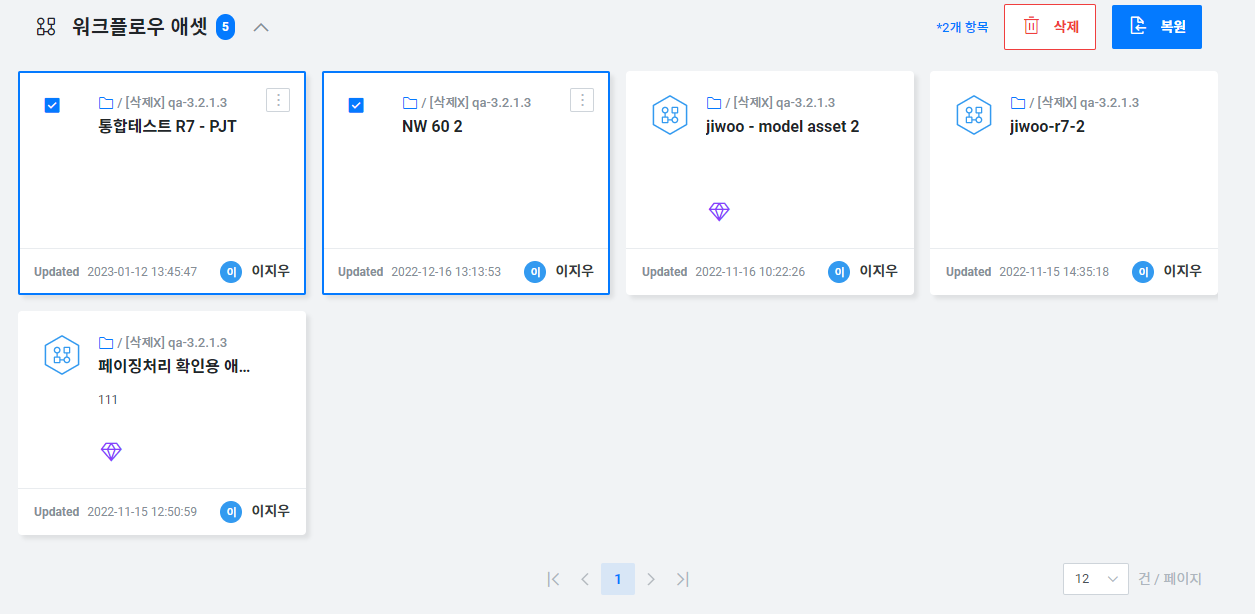 워크플로우 애셋 5
*2개 항목
삭제
복원
/ [삭제X] qa-3.2.1.3
통합테스트 R7 - PJT
Updated 2023-01-12 13:45:47 이 이지우
/ [삭제X] qa-3.2.1.3
NW 60 2
Updated 2022-12-16 13:13:53 이 이지우
/ [삭제X] qa-3.2.1.3
jiwoo - model asset 2
Updated 2022-11-16 10:22:26 이 이지우
/ [삭제X] qa-3.2.1.3
jiwoo-r7-2
Updated 2022-11-15 14:35:18 이 이지우
/ [삭제X] qa-3.2.1.3
페이징처리 확인용 애...
111
Updated 2022-11-15 12:50:59 이 이지우
1
12 건 / 페이지